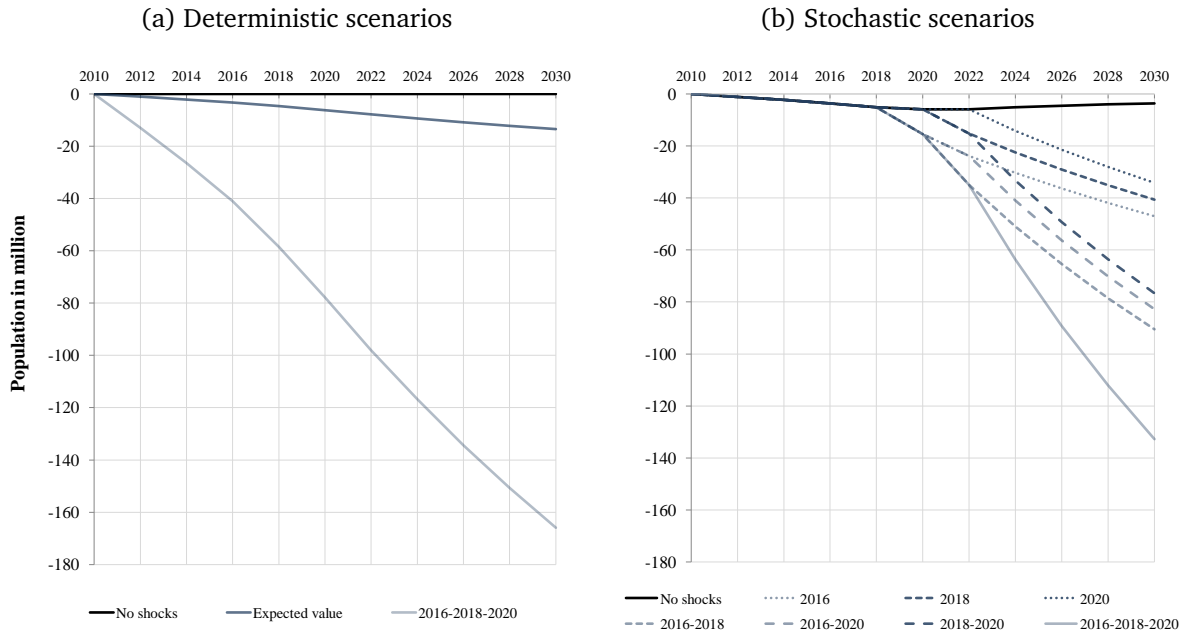 (a) Deterministic scenarios
(b) Stochastic scenarios
2010 2012 2014 2016 2018 2020 2022 2024 2026 2028 2030
0
-20
-40
-60
-80
-100
-120
-140
-160
-180
Population in million
No shocks Expected value 2016-2018-2020
2010 2012 2014 2016 2018 2020 2022 2024 2026 2028 2030
0
-20
-40
-60
-80
-100
-120
-140
-160
-180
No shocks 2016 2018 2020
2016-2018 2016-2020 2018-2020 2016-2018-2020